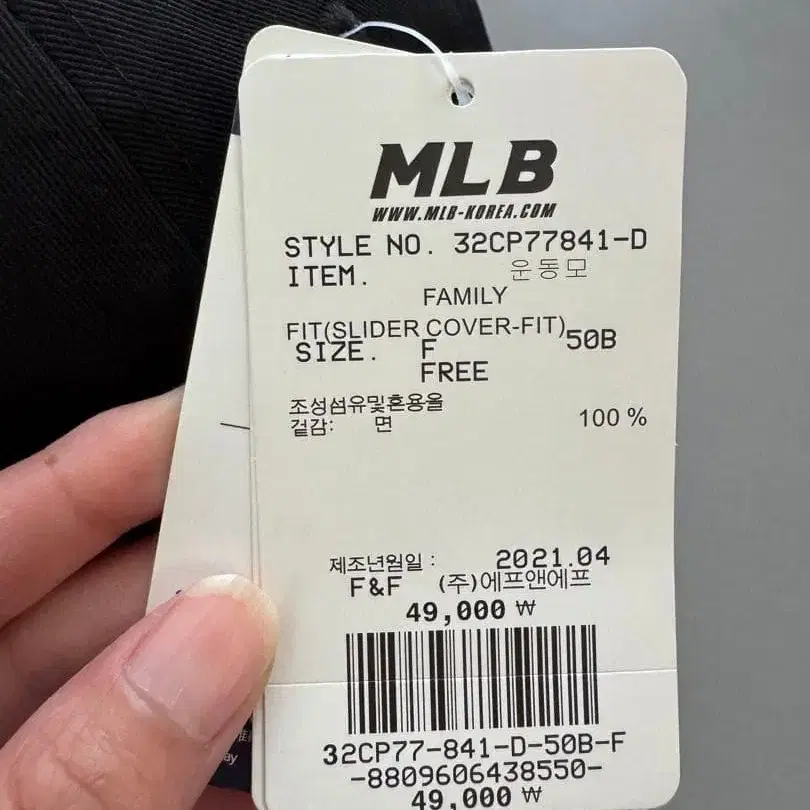 MLB
WWW.MLB-KOREA.COM
STYLE NO. 32CP77841-D
ITEM. 운동모
FAMILY
FIT(SLIDER COVER-FIT) 50B
SIZE. F
FREE
조성섬유및혼용율
겉감: 면 100 %
제조년월일 : 2021.04
F&F (주)에프앤에프
49,000 ₩
32CP77-841-D-50B-F
-8809606438550-
49,000 ₩